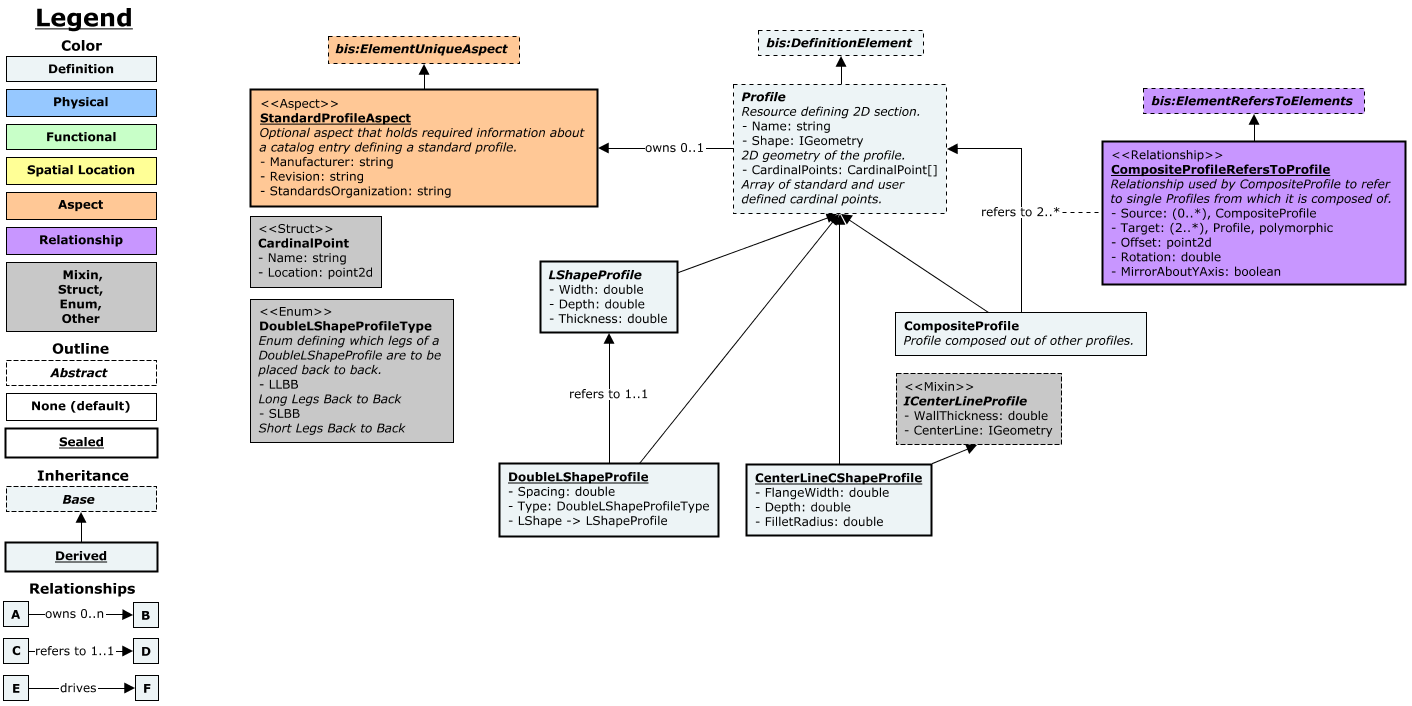 Legend
Color
Definition
Physical
Functional
Spatial Location
Aspect
Relationship
Mixin,
Struct,
Enum,
Other
Outline
Abstract
None (default)
Sealed
Inheritance
Base
Derived
Relationships
A owns 0..n B
C refers to 1..1 D
E drives F
bis:ElementUniqueAspect
<<Aspect>>
StandardProfileAspect
Optional aspect that holds required information about
a catalog entry defining a standard profile.
- Manufacturer: string
- Revision: string
- StandardsOrganization: string
<<Struct>>
CardinalPoint
- Name: string
- Location: point2d
<<Enum>>
DoubleLShapeProfileType
Enum defining which legs of a
DoubleLShapeProfile are to be
placed back to back.
- LLBB
Long Legs Back to Back
- SLBB
Short Legs Back to Back
owns 0..1
bis:DefinitionElement
Profile
Resource defining 2D section.
- Name: string
- Shape: IGeometry
2D geometry of the profile.
- CardinalPoints: CardinalPoint[]
Array of standard and user
defined cardinal points.
refers to 2..*
bis:ElementRefersToElements
<<Relationship>>
CompositeProfileRefersToProfile
Relationship used by CompositeProfile to refer
to single Profiles from which it is composed of.
- Source: (0..*), CompositeProfile
- Target: (2..*), Profile, polymorphic
- Offset: point2d
- Rotation: double
- MirrorAboutYAxis: boolean
LShapeProfile
- Width: double
- Depth: double
- Thickness: double
CompositeProfile
Profile composed out of other profiles.
refers to 1..1
<<Mixin>>
ICenterLineProfile
- WallThickness: double
- CenterLine: IGeometry
DoubleLShapeProfile
- Spacing: double
- Type: DoubleLShapeProfileType
- LShape -> LShapeProfile
CenterLineCShapeProfile
- FlangeWidth: double
- Depth: double
- FilletRadius: double